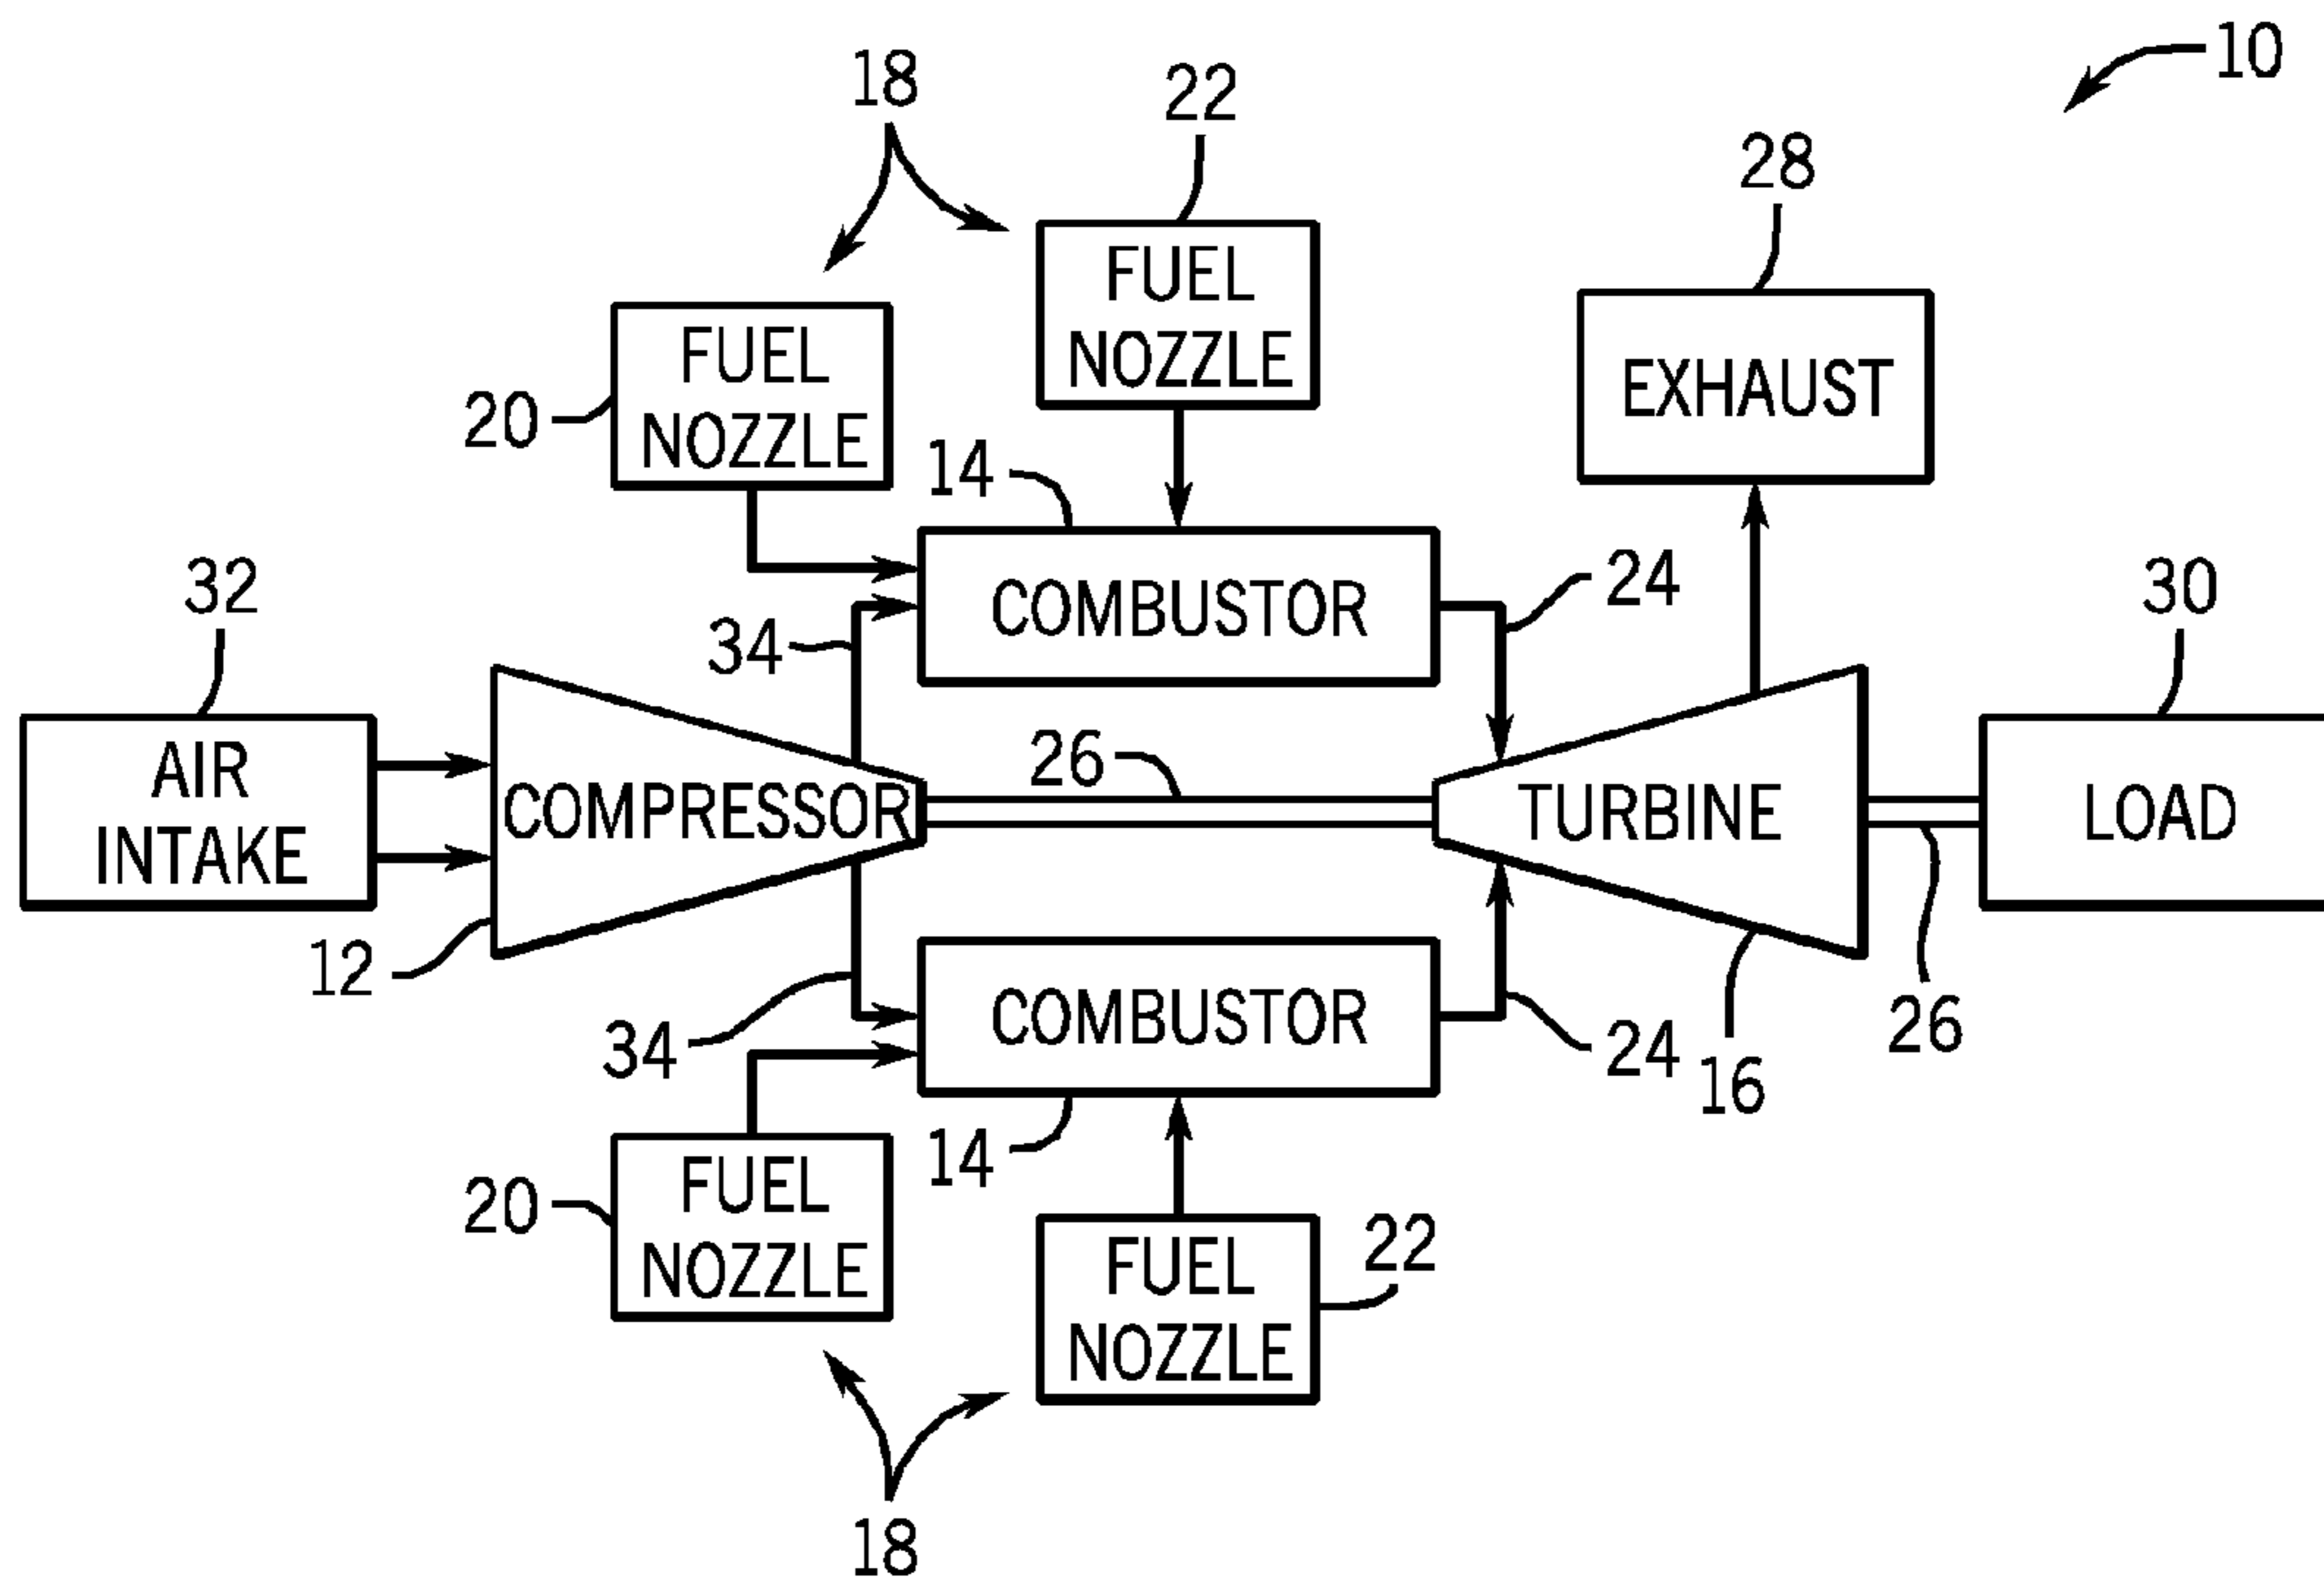 10
18
22
28
FUEL
NOZZLE
FUEL
NOZZLE
EXHAUST
20
14
32
34
COMBUSTOR
24
30
AIR
INTAKE
COMPRESSOR
26
TURBINE
LOAD
12
34
COMBUSTOR
24
16
26
20
14
FUEL
NOZZLE
FUEL
NOZZLE
22
18